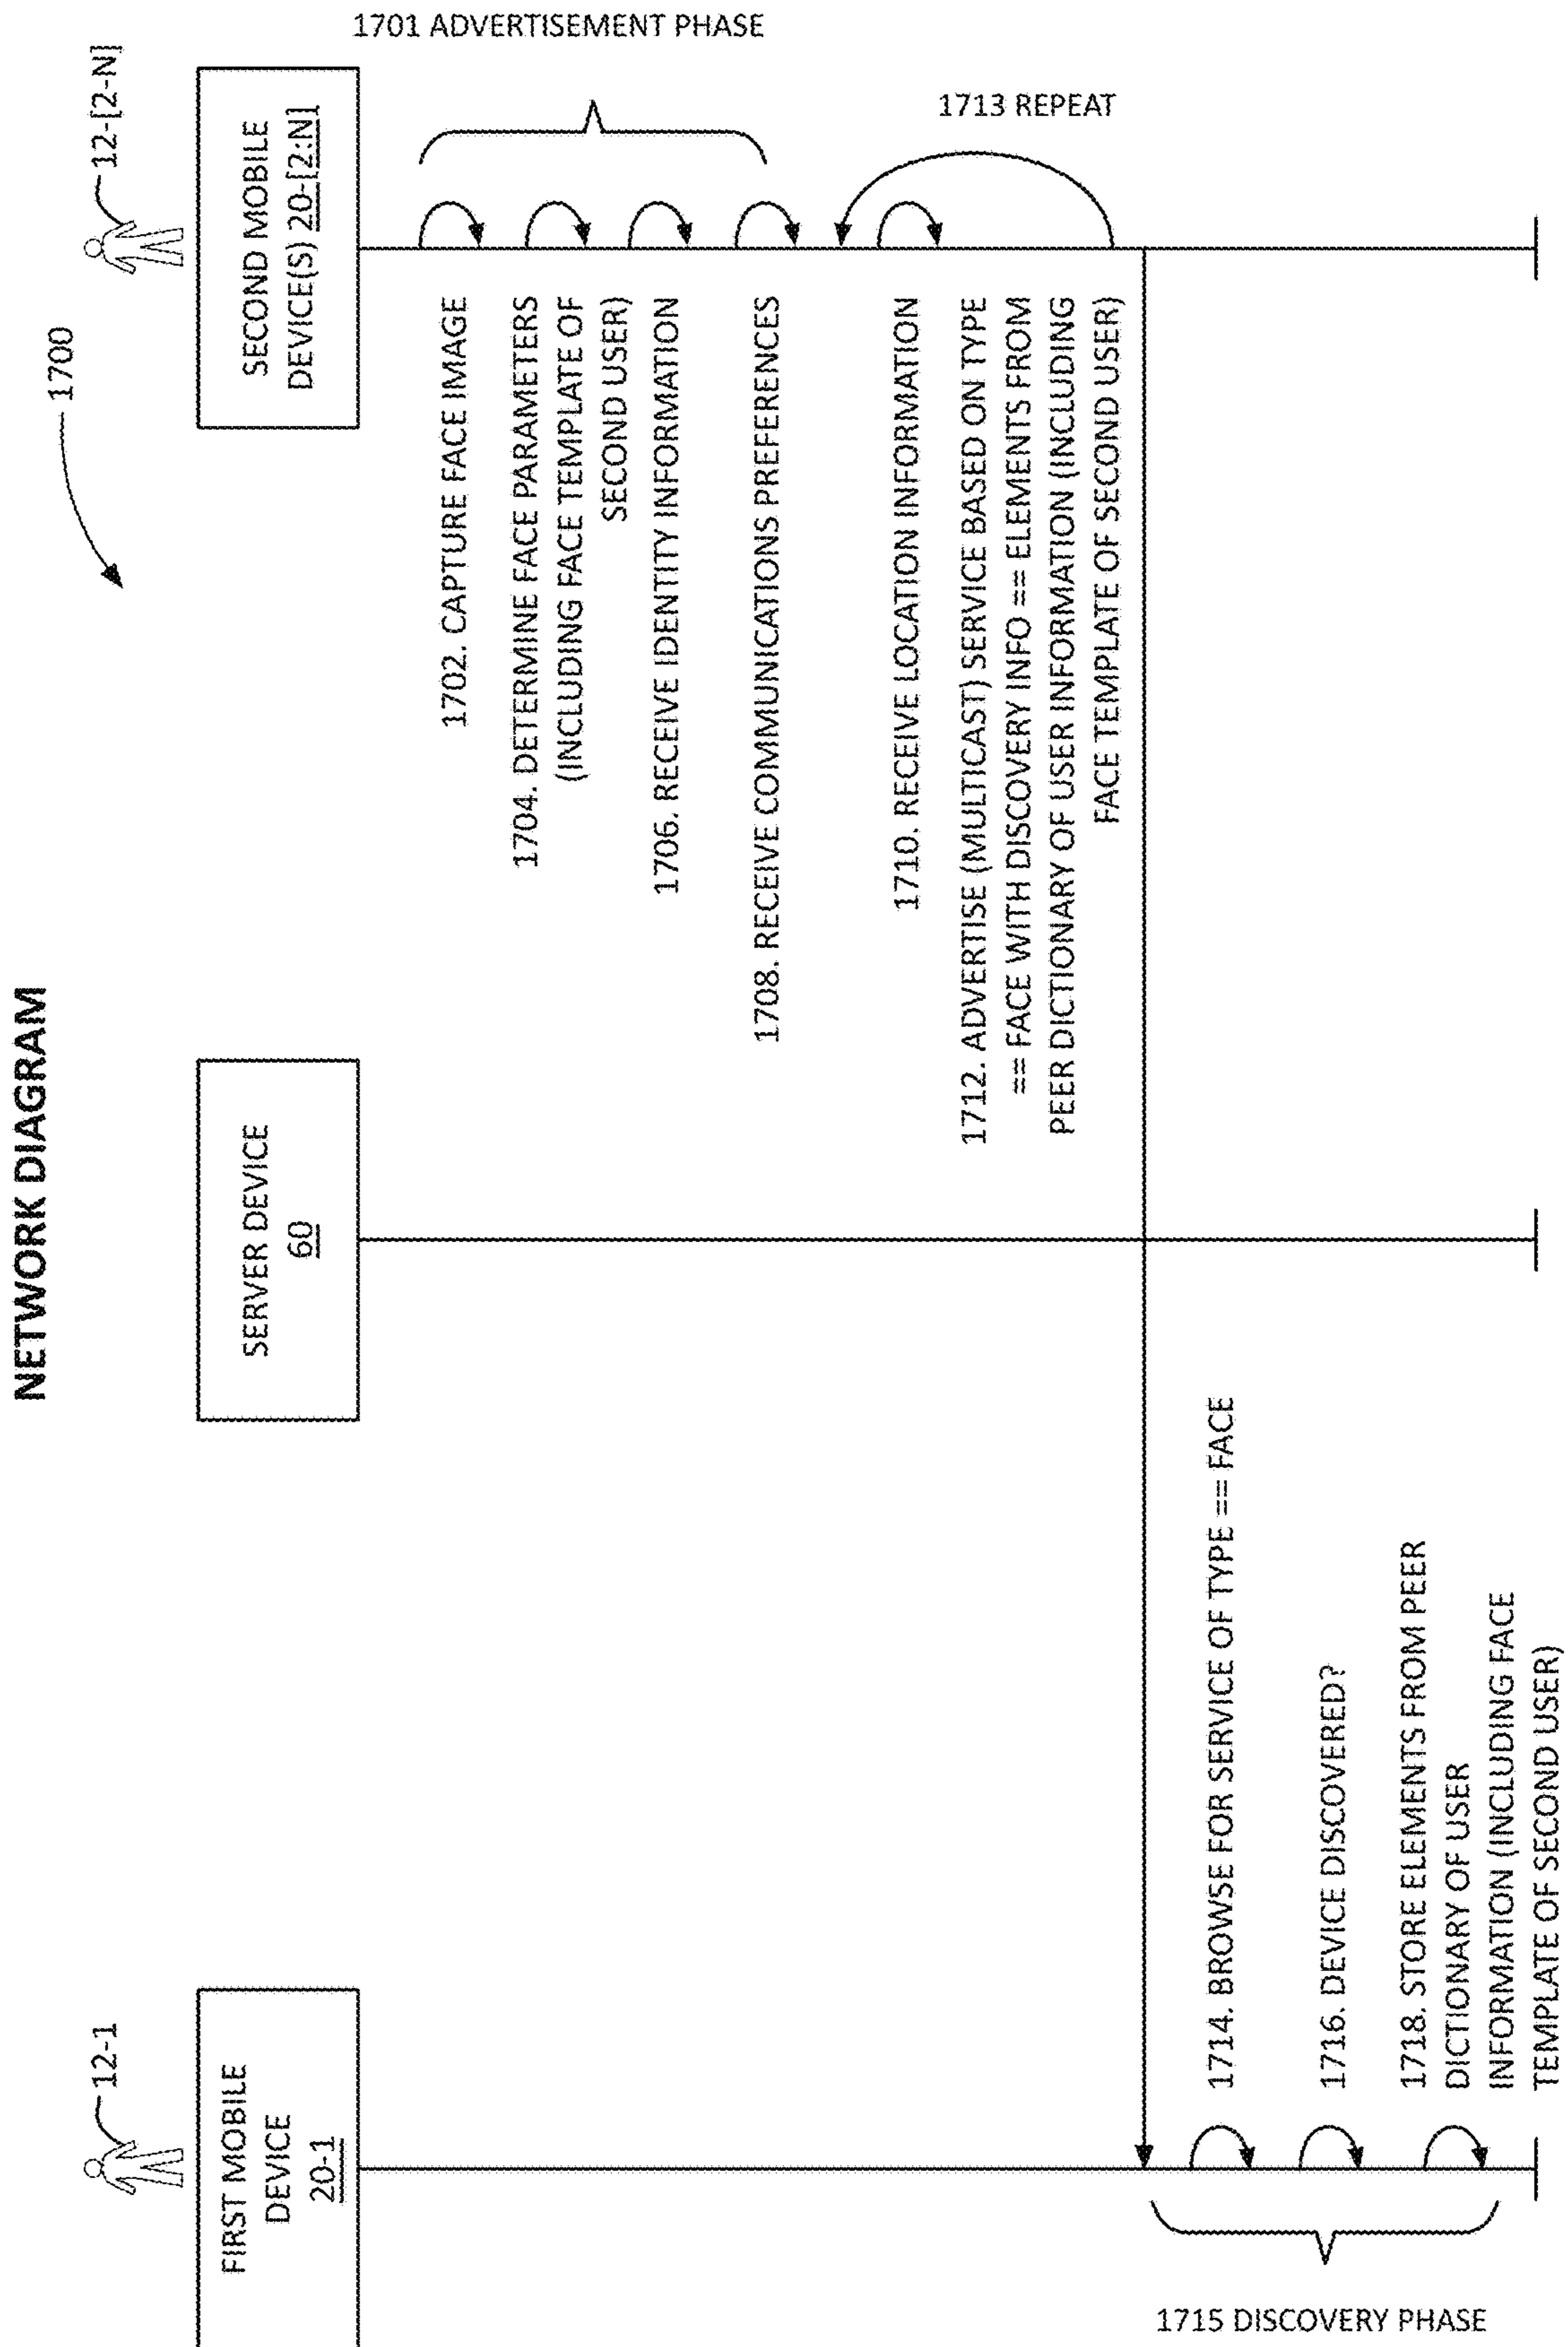 NETWORK DIAGRAM
1700
12-1
FIRST MOBILE
DEVICE
20-1
SERVER DEVICE
60
12-[2-N]
SECOND MOBILE
DEVICE(S) 20-[2:N]
1701 ADVERTISEMENT PHASE
1702. CAPTURE FACE IMAGE
1704. DETERMINE FACE PARAMETERS
(INCLUDING FACE TEMPLATE OF
SECOND USER)
1706. RECEIVE IDENTITY INFORMATION
1708. RECEIVE COMMUNICATIONS PREFERENCES
1713 REPEAT
1710. RECEIVE LOCATION INFORMATION
1712. ADVERTISE (MULTICAST) SERVICE BASED ON TYPE
== FACE WITH DISCOVERY INFO == ELEMENTS FROM
PEER DICTIONARY OF USER INFORMATION (INCLUDING
FACE TEMPLATE OF SECOND USER)
1714. BROWSE FOR SERVICE OF TYPE == FACE
1716. DEVICE DISCOVERED?
1718. STORE ELEMENTS FROM PEER
DICTIONARY OF USER
INFORMATION (INCLUDING FACE
TEMPLATE OF SECOND USER)
1715 DISCOVERY PHASE